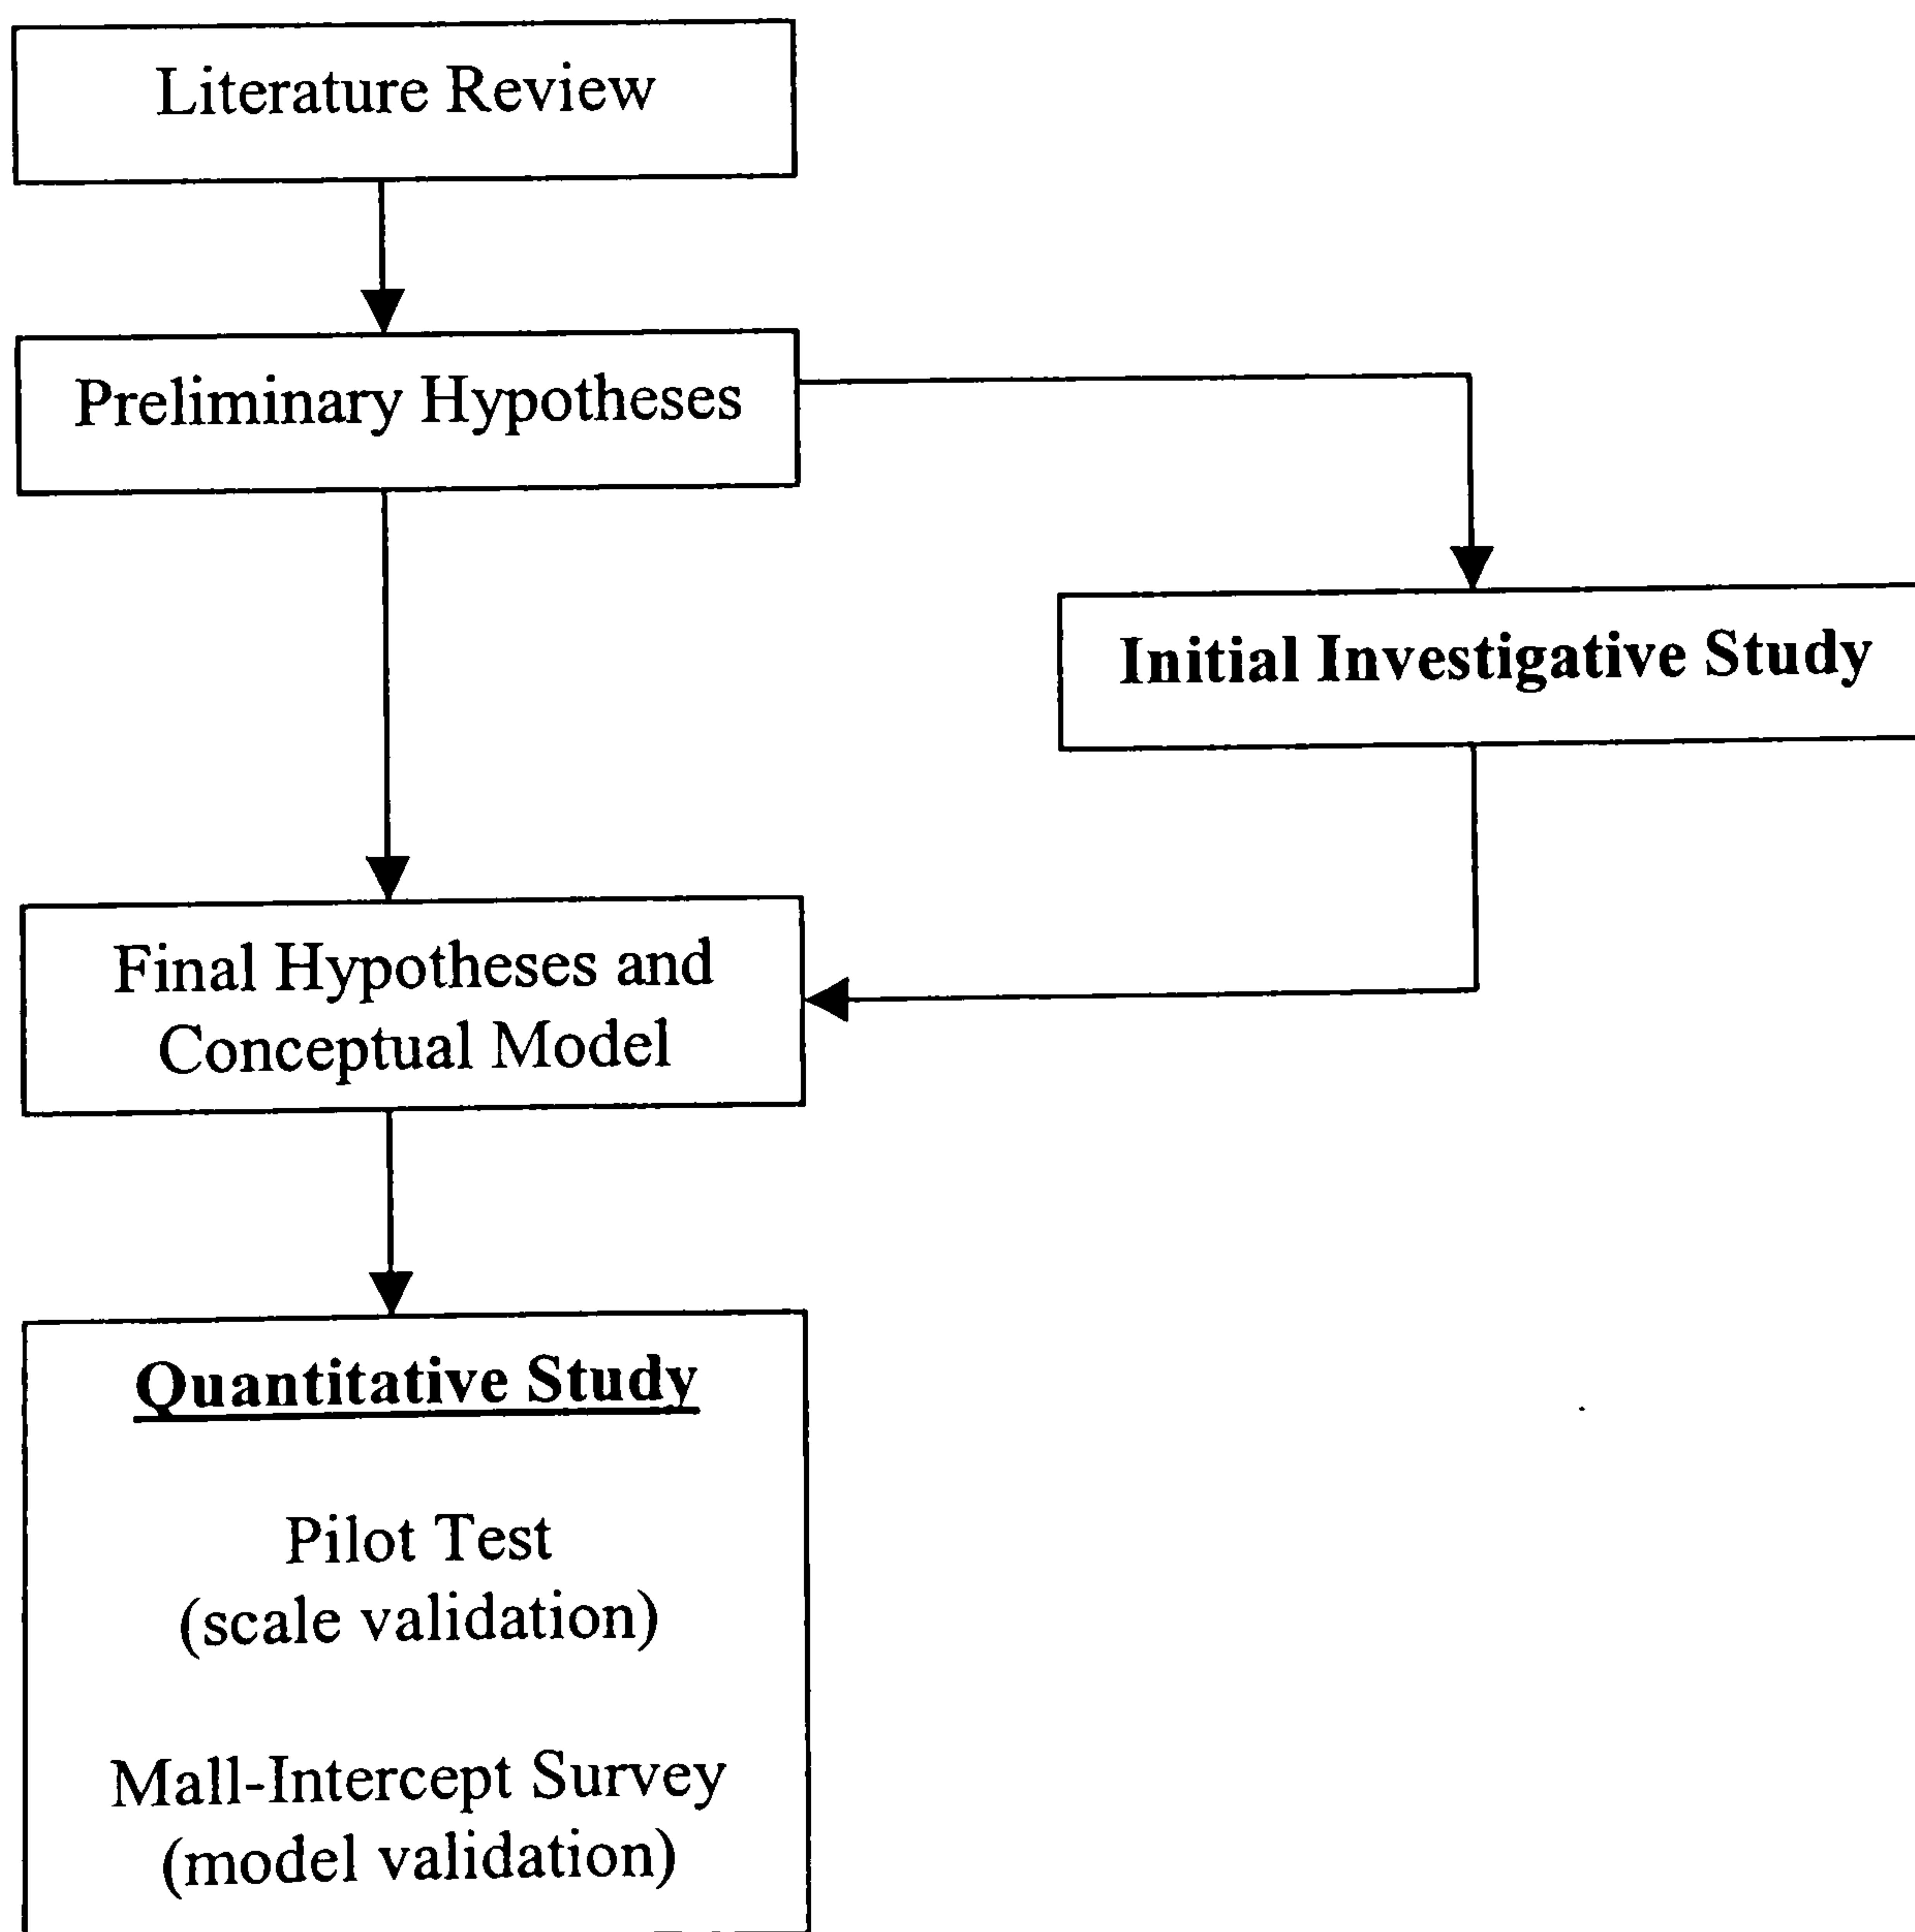 Literature Review
Preliminary Hypotheses
Initial Investigative Study
Final Hypotheses and
Conceptual Model
Quantitative Study
Pilot Test
(scale validation)
Mall-Intercept Survey
(model validation)